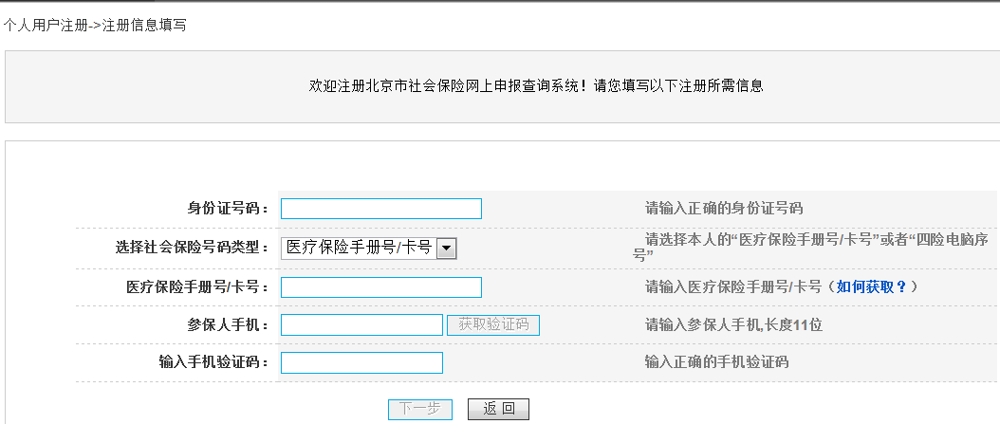 个人用户注册->注册信息填写
欢迎注册北京市社会保险网上申报查询系统！请您填写以下注册所需信息
身份证号码： 请输入正确的身份证号码
选择社会保险号码类型： 医疗保险手册号/卡号 请选择本人的“医疗保险手册号/卡号”或者“四险电脑序
号”
医疗保险手册号/卡号： 请输入医疗保险手册号/卡号（如何获取？）
参保人手机： 获取验证码 请输入参保人手机,长度11位
输入手机验证码： 输入正确的手机验证码
下一步 返 回